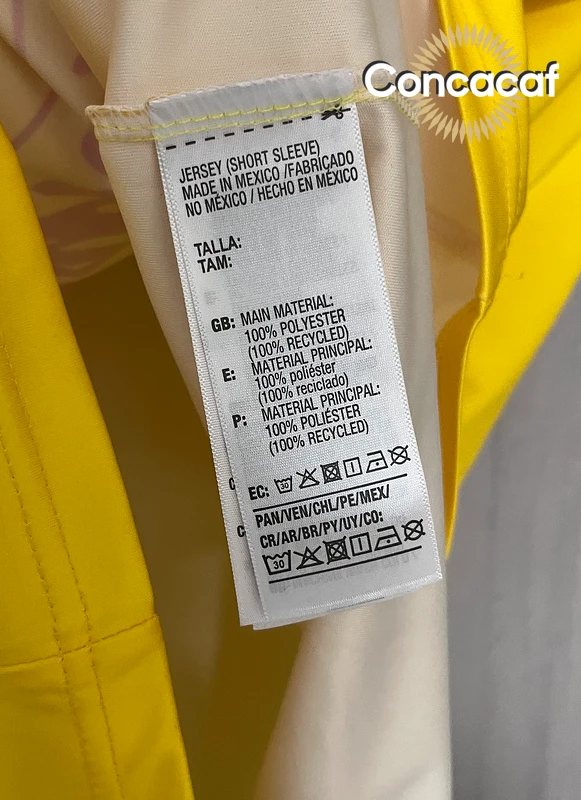 Concacaf
JERSEY (SHORT SLEEVE)
MADE IN MEXICO /FABRICADO
NO MÉXICO / HECHO EN MÉXICO
TALLA:
TAM:
GB: MAIN MATERIAL:
100% POLYESTER
(100% RECYCLED)
E: MATERIAL PRINCIPAL:
100% poliéster
(100% reciclado)
P: MATERIAL PRINCIPAL:
100% POLIÉSTER
(100% RECYCLED)
EC: 30
PAN/VEN/CHL/PE/MEX/
CR/AR/BR/PY/UY/CO:
30